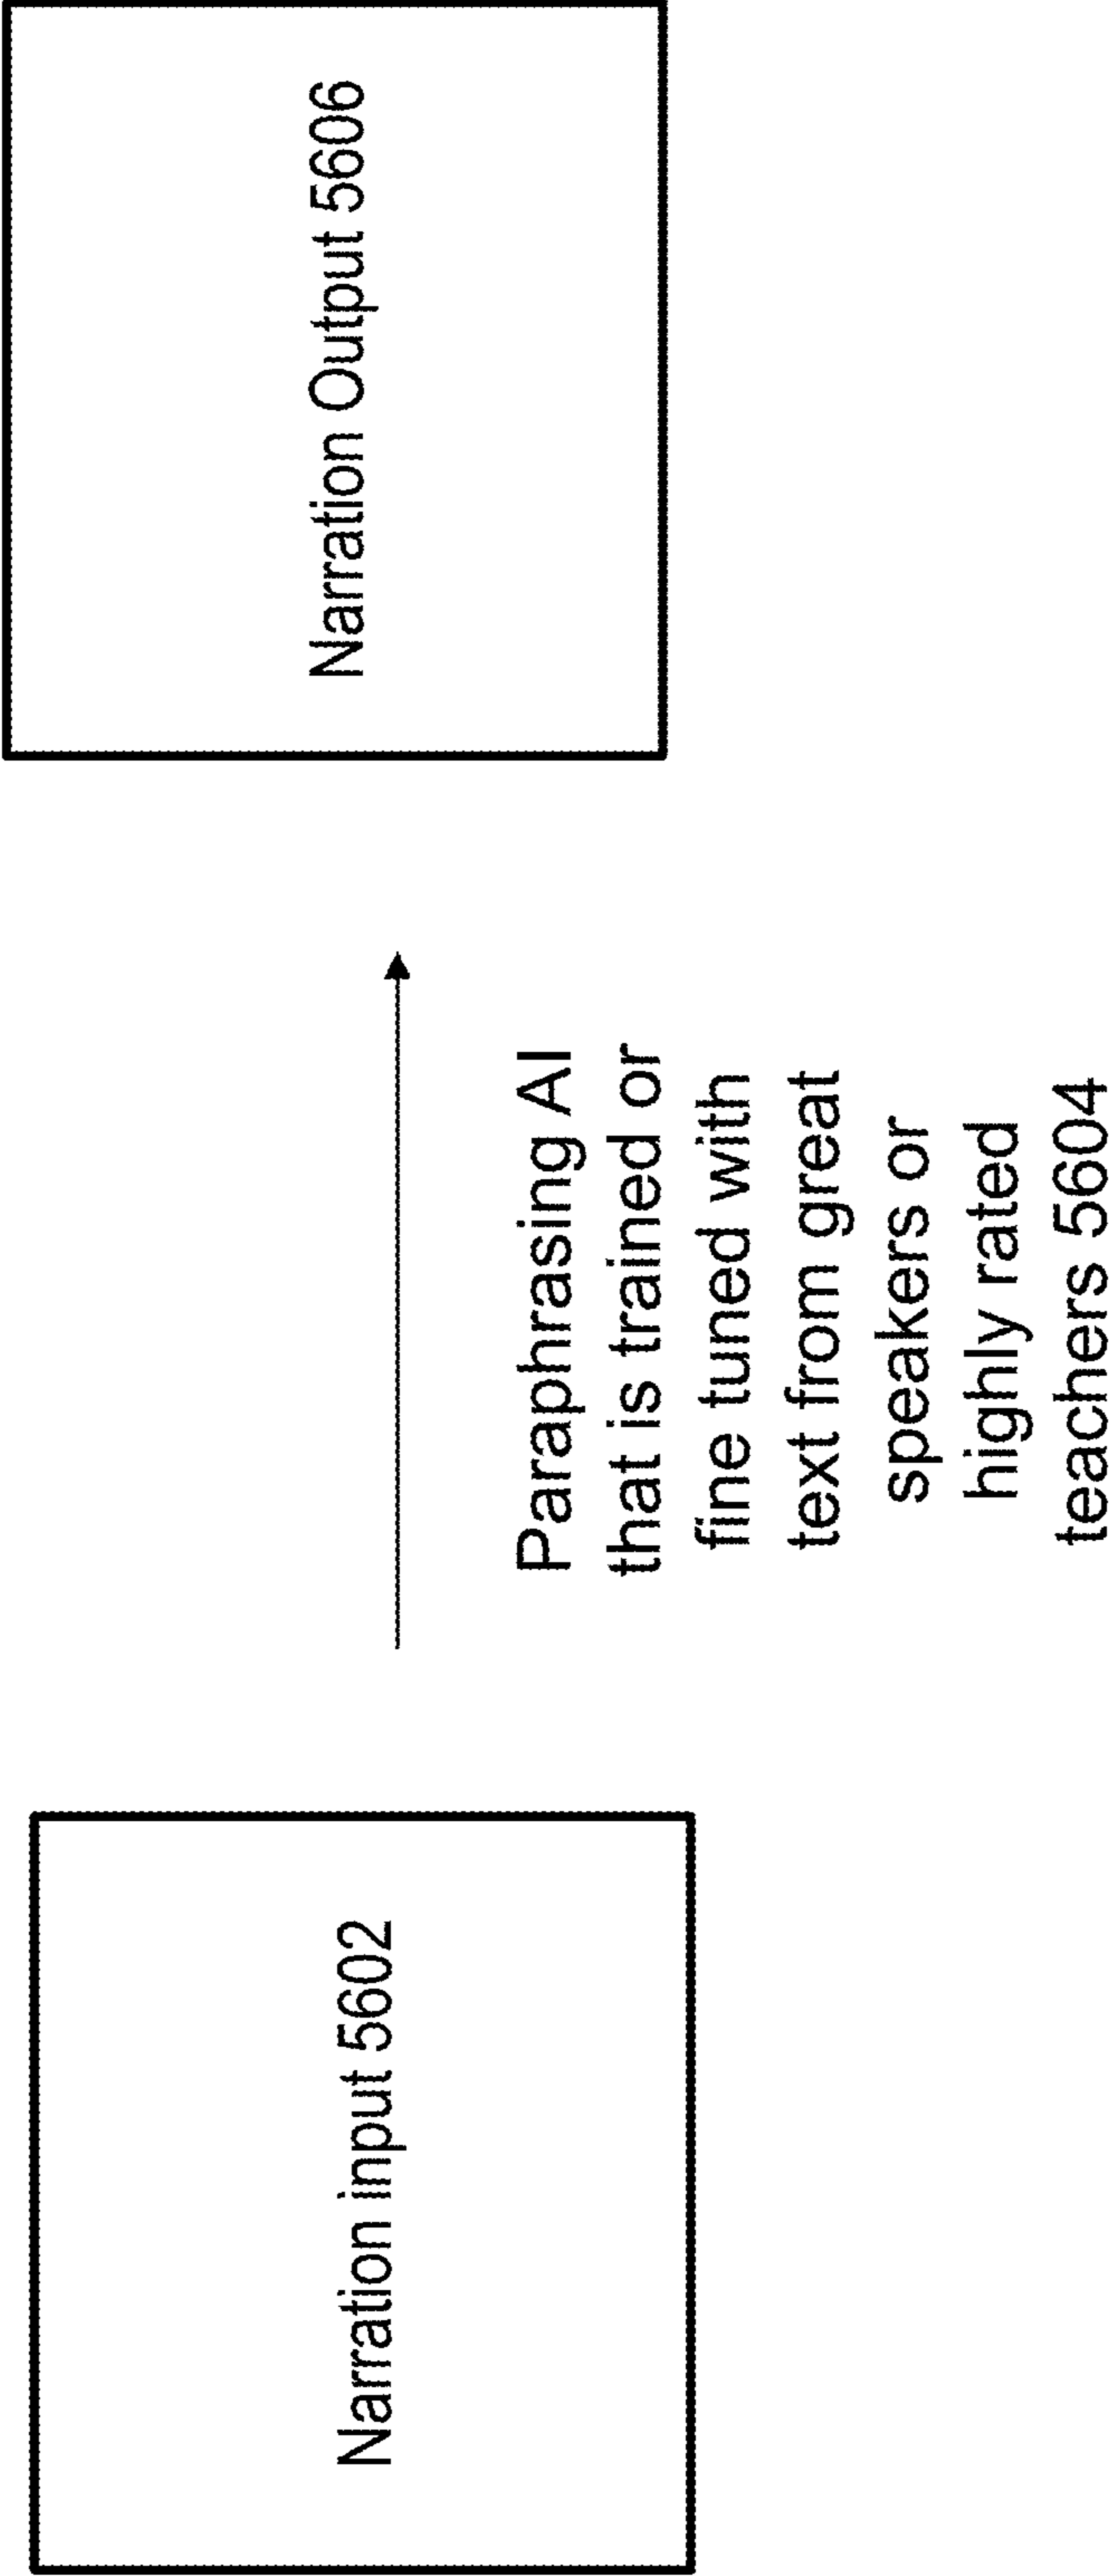 Narration input 5602
Paraphrasing AI
that is trained or
fine tuned with
text from great
speakers or
highly rated
teachers 5604
Narration Output 5606